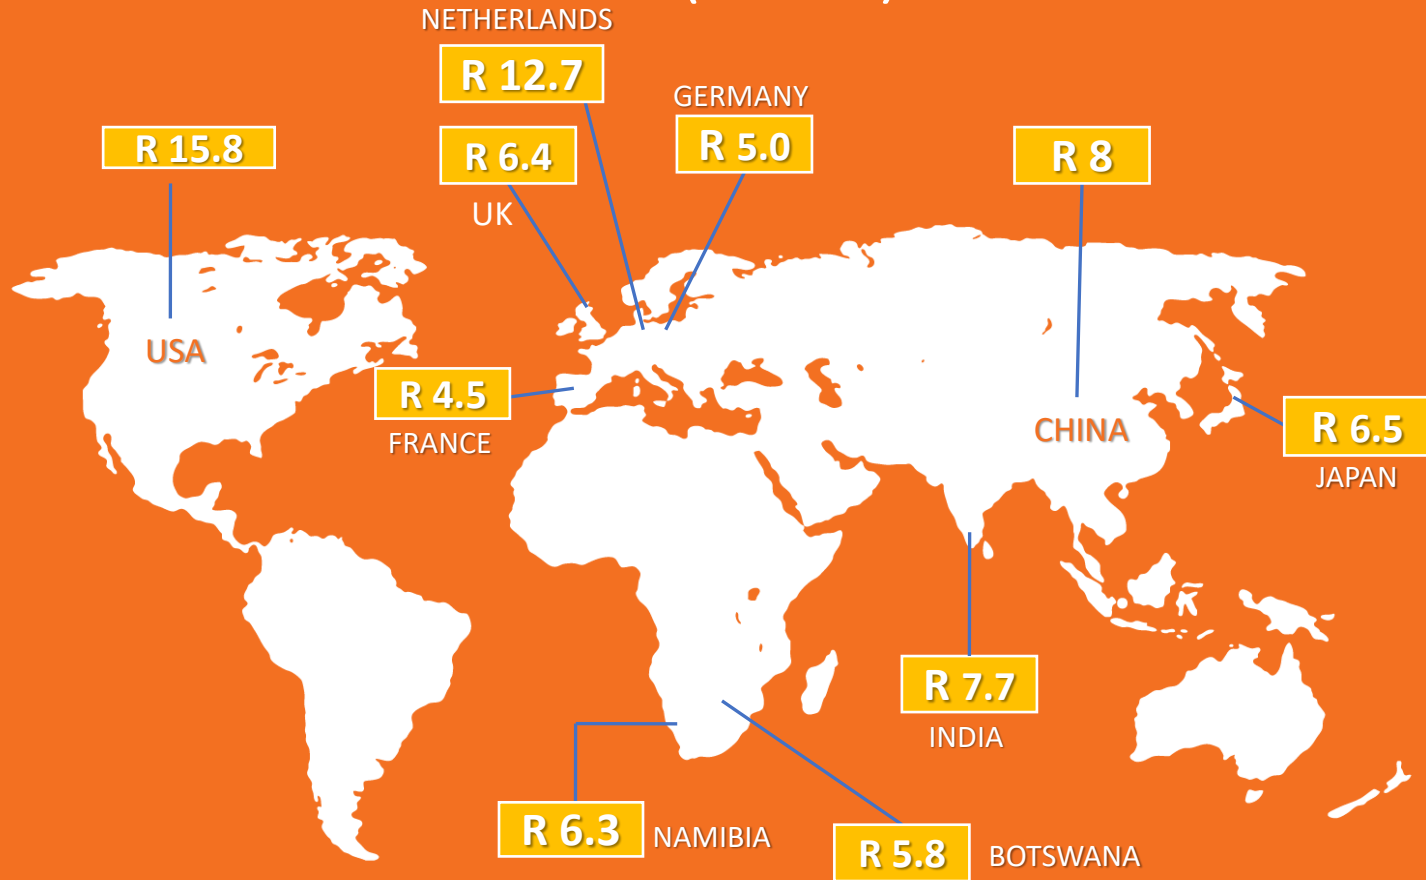 NETHERLANDS
R 12.7
GERMANY
R 15.8
R 6.4
R 5.0
R 8
UK
USA
R 4.5
FRANCE
CHINA
R 6.5
JAPAN
R 7.7
INDIA
R 6.3
NAMIBIA
R 5.8
BOTSWANA